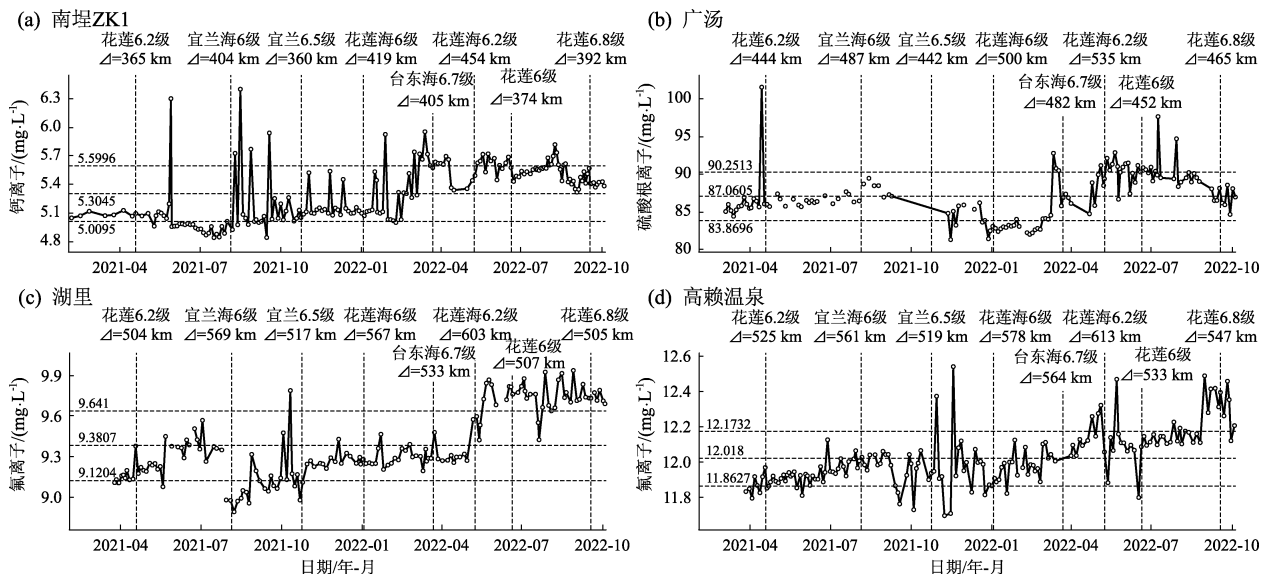 (a) 南埕ZK1
花莲6.2级 宜兰海6级 宜兰6.5级 花莲海6级 花莲海6.2级 花莲6.8级
⊿=365 km ⊿=404 km ⊿=360 km ⊿=419 km ⊿=454 km ⊿=392 km
台东海6.7级 花莲6级
⊿=405 km ⊿=374 km
钙离子/(mg·L-1)
6.3
6.0
5.7
5.4
5.1
4.8
5.5996
5.3045
5.0095
2021-04 2021-07 2021-10 2022-01 2022-04 2022-07 2022-10
(b) 广汤
花莲6.2级 宜兰海6级 宜兰6.5级 花莲海6级 花莲海6.2级 花莲6.8级
⊿=444 km ⊿=487 km ⊿=442 km ⊿=500 km ⊿=535 km ⊿=465 km
台东海6.7级 花莲6级
⊿=482 km ⊿=452 km
硫酸根离子/(mg·L-1)
100
95
90
85
80
90.2513
87.0605
83.8696
2021-04 2021-07 2021-10 2022-01 2022-04 2022-07 2022-10
(c) 湖里
花莲6.2级 宜兰海6级 宜兰6.5级 花莲海6级 花莲海6.2级 花莲6.8级
⊿=504 km ⊿=569 km ⊿=517 km ⊿=567 km ⊿=603 km ⊿=505 km
台东海6.7级 花莲6级
⊿=533 km ⊿=507 km
氟离子/(mg·L-1)
9.9
9.6
9.3
9.0
9.641
9.3807
9.1204
2021-04 2021-07 2021-10 2022-01 2022-04 2022-07 2022-10
日期/年-月
(d) 高赖温泉
花莲6.2级 宜兰海6级 宜兰6.5级 花莲海6级 花莲海6.2级 花莲6.8级
⊿=525 km ⊿=561 km ⊿=519 km ⊿=578 km ⊿=613 km ⊿=547 km
台东海6.7级 花莲6级
⊿=564 km ⊿=533 km
氟离子/(mg·L-1)
12.6
12.4
12.2
12.0
11.8
12.1732
12.018
11.8627
2021-04 2021-07 2021-10 2022-01 2022-04 2022-07 2022-10
日期/年-月